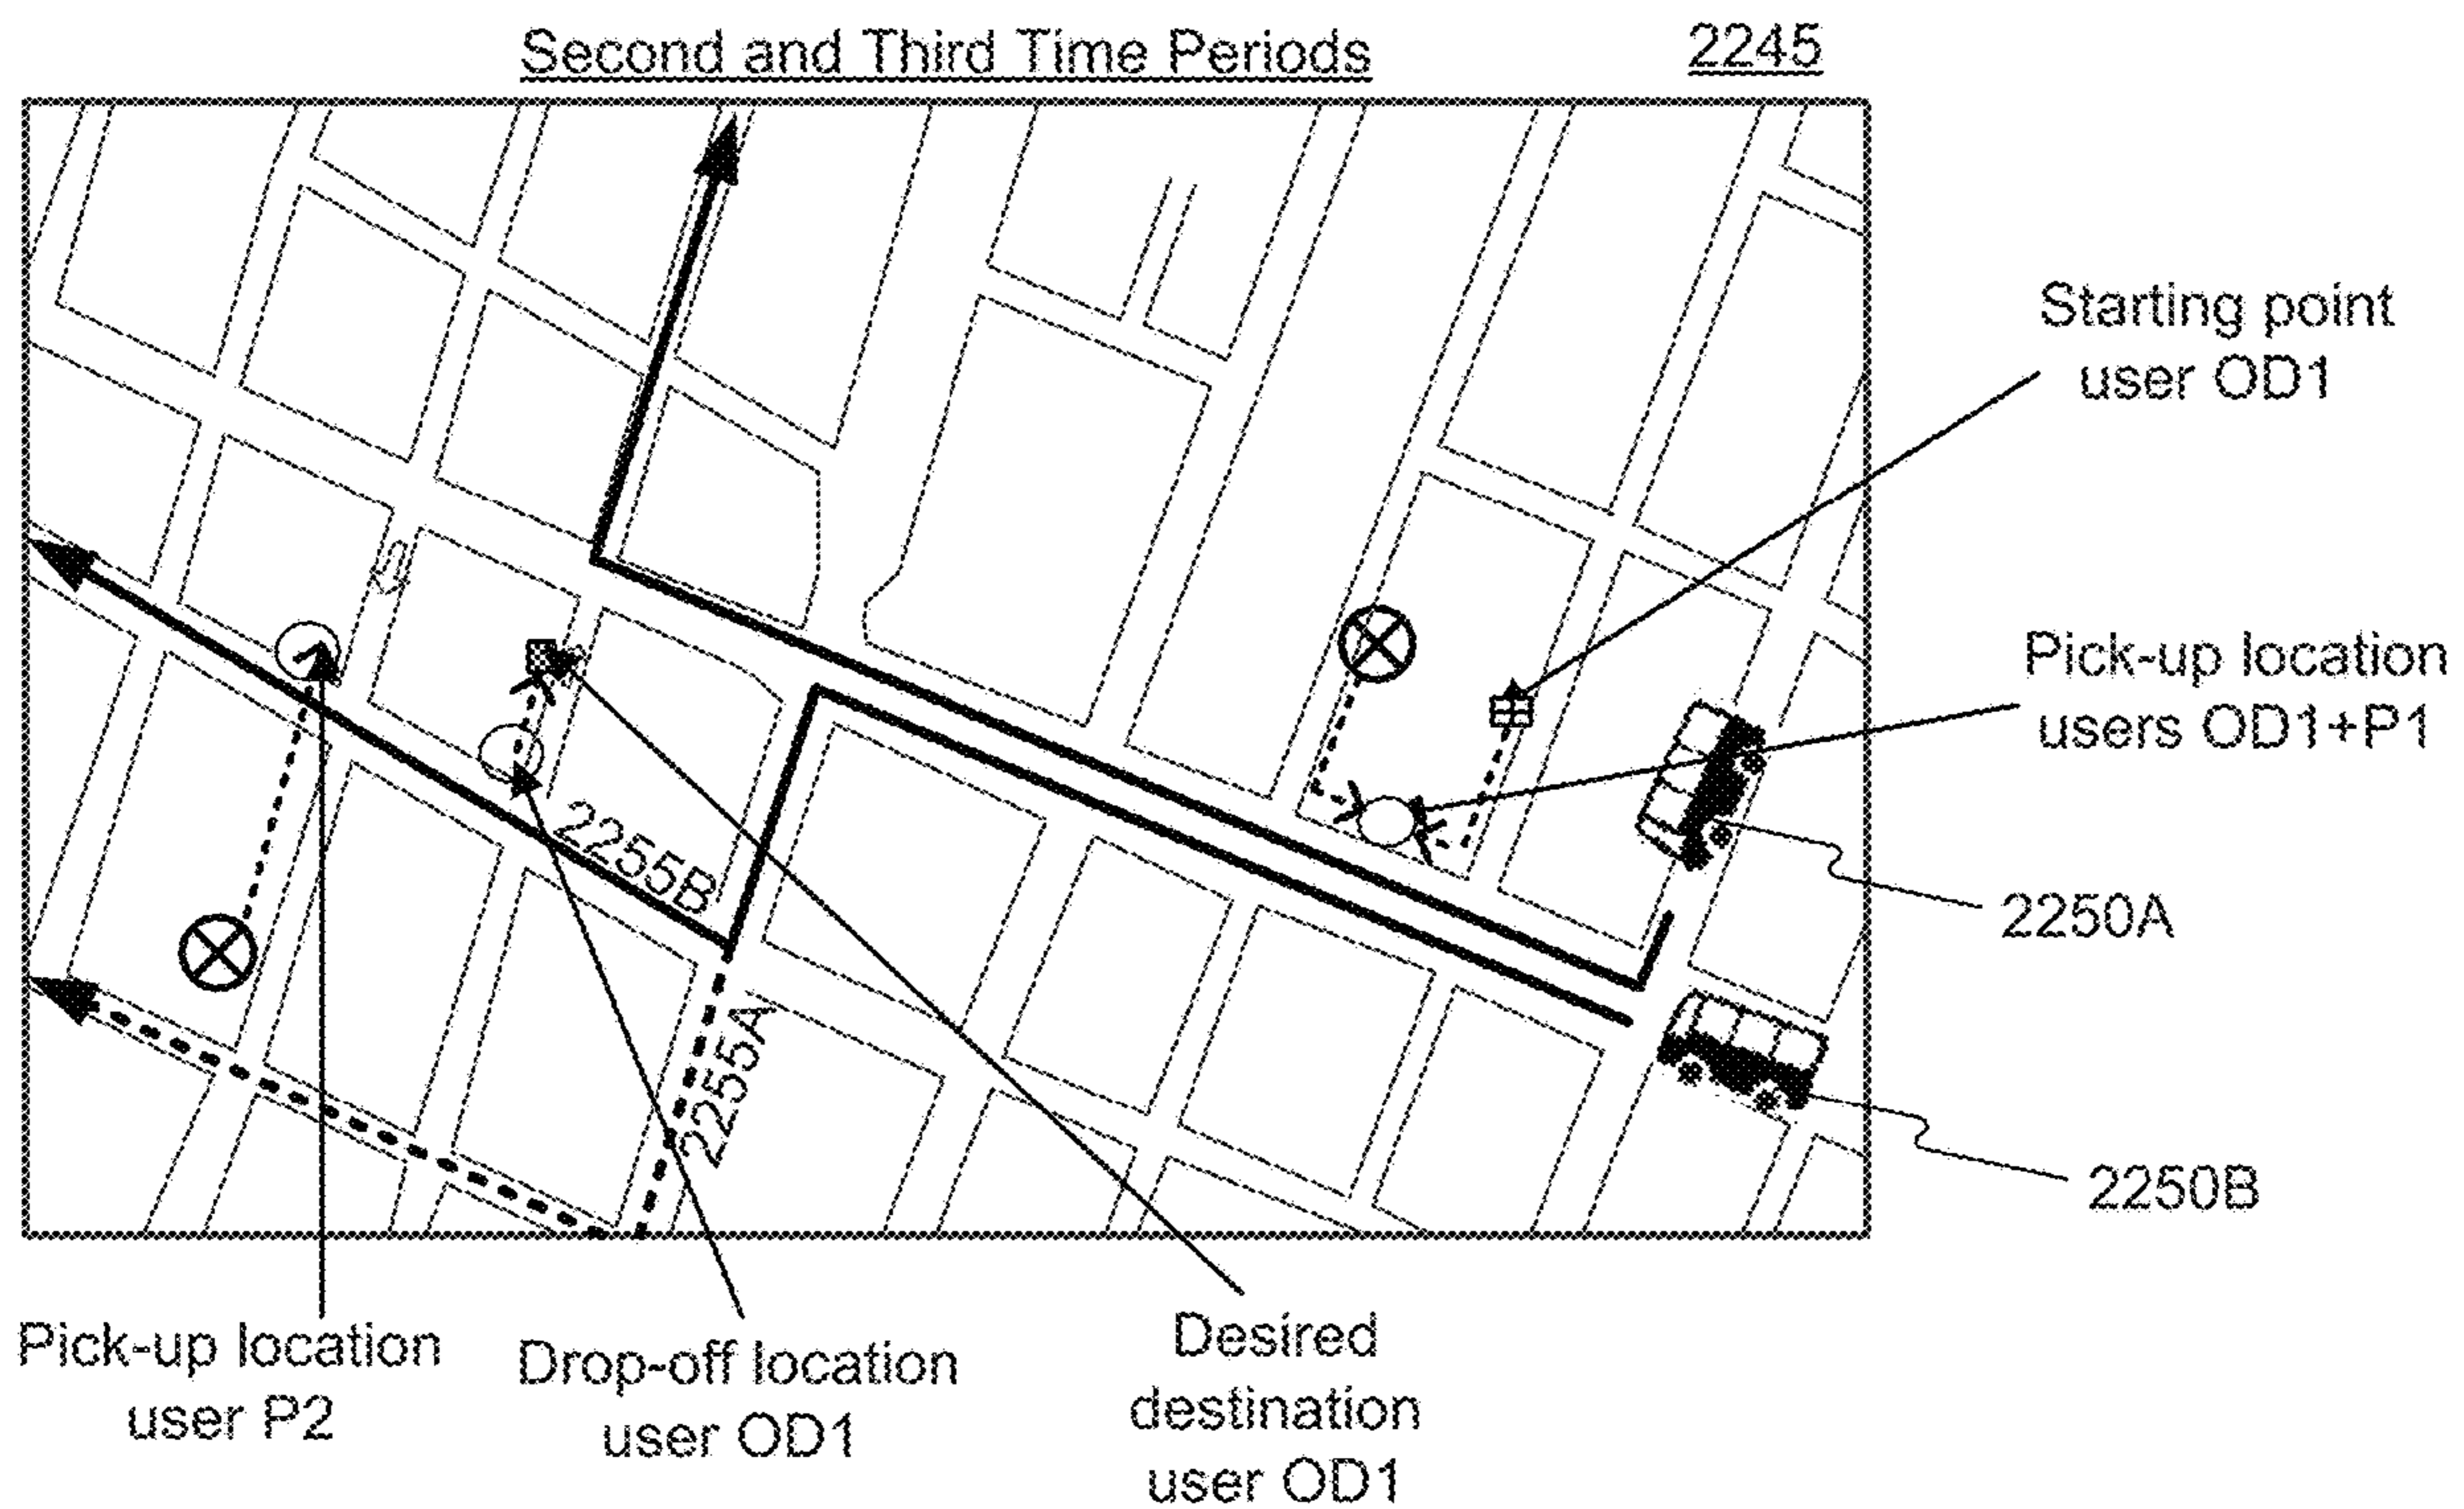 Second and Third Time Periods
2245
Starting point
user OD1
Pick-up location
users OD1+P1
2255B
2250A
2255A
2250B
Pick-up location
user P2
Drop-off location
user OD1
Desired
destination
user OD1